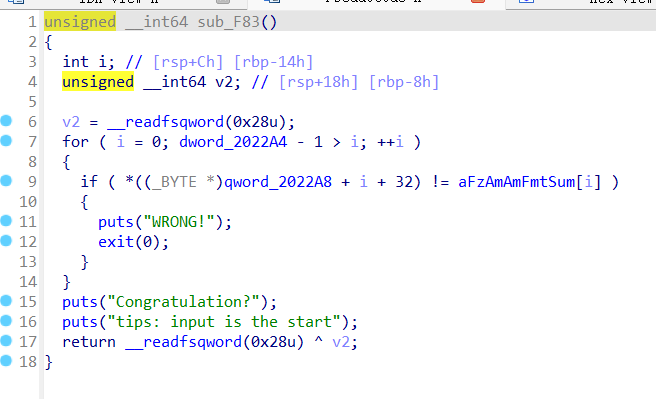 1 unsigned __int64 sub_F83()
2 {
3 int i; // [rsp+Ch] [rbp-14h]
4 unsigned __int64 v2; // [rsp+18h] [rbp-8h]
5
6 v2 = __readfsqword(0x28u);
7 for ( i = 0; dword_2022A4 - 1 > i; ++i )
8 {
9 if ( *((_BYTE *)qword_2022A8 + i + 32) != aFzAmAmFmtSum[i] )
10 {
11 puts("WRONG!");
12 exit(0);
13 }
14 }
15 puts("Congratulation?");
16 puts("tips: input is the start");
17 return __readfsqword(0x28u) ^ v2;
18 }